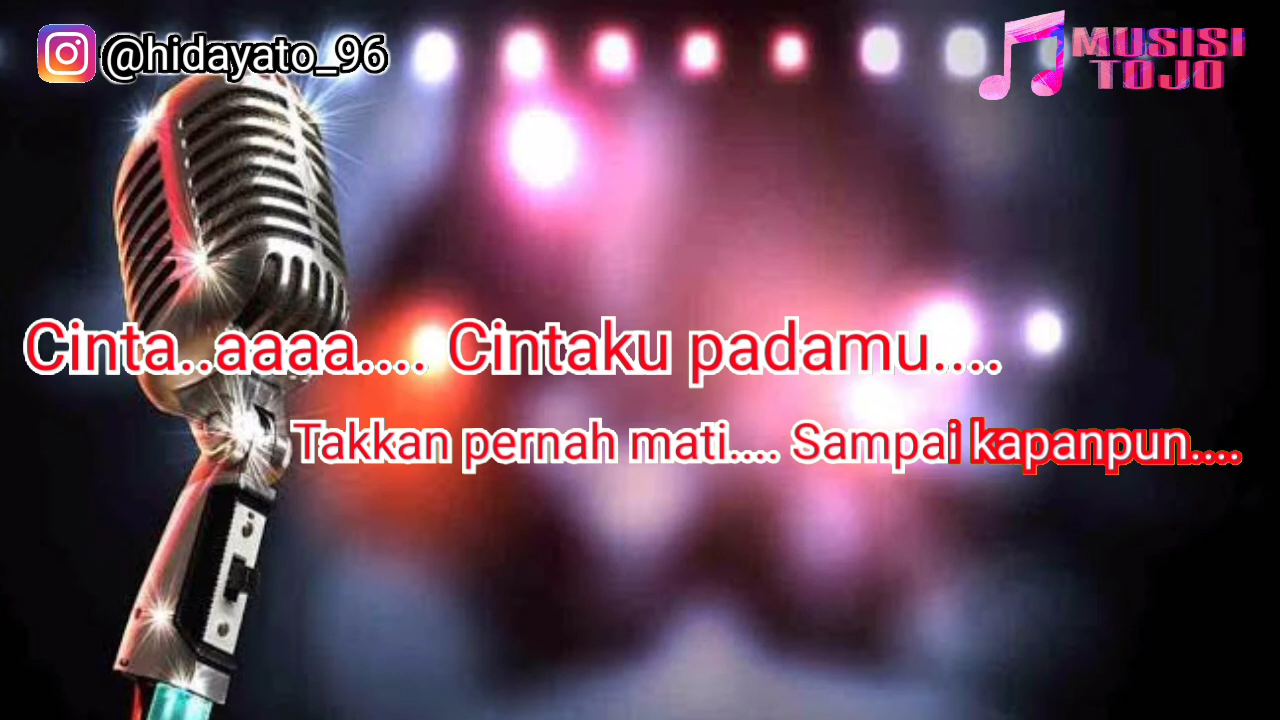 @hidayato_96
MUSISI
TOJO
Cinta..aaaa.... Cintaku padamu....
Takkan pernah mati.... Sampai kapanpun....